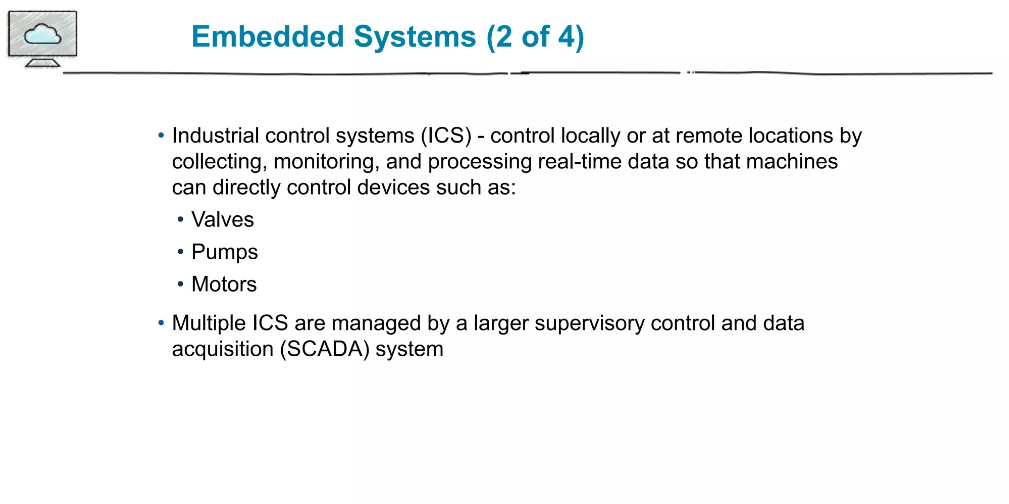 Embedded Systems (2 of 4)
• Industrial control systems (ICS) - control locally or at remote locations by
collecting, monitoring, and processing real-time data so that machines
can directly control devices such as:
• Valves
• Pumps
• Motors
• Multiple ICS are managed by a larger supervisory control and data
acquisition (SCADA) system